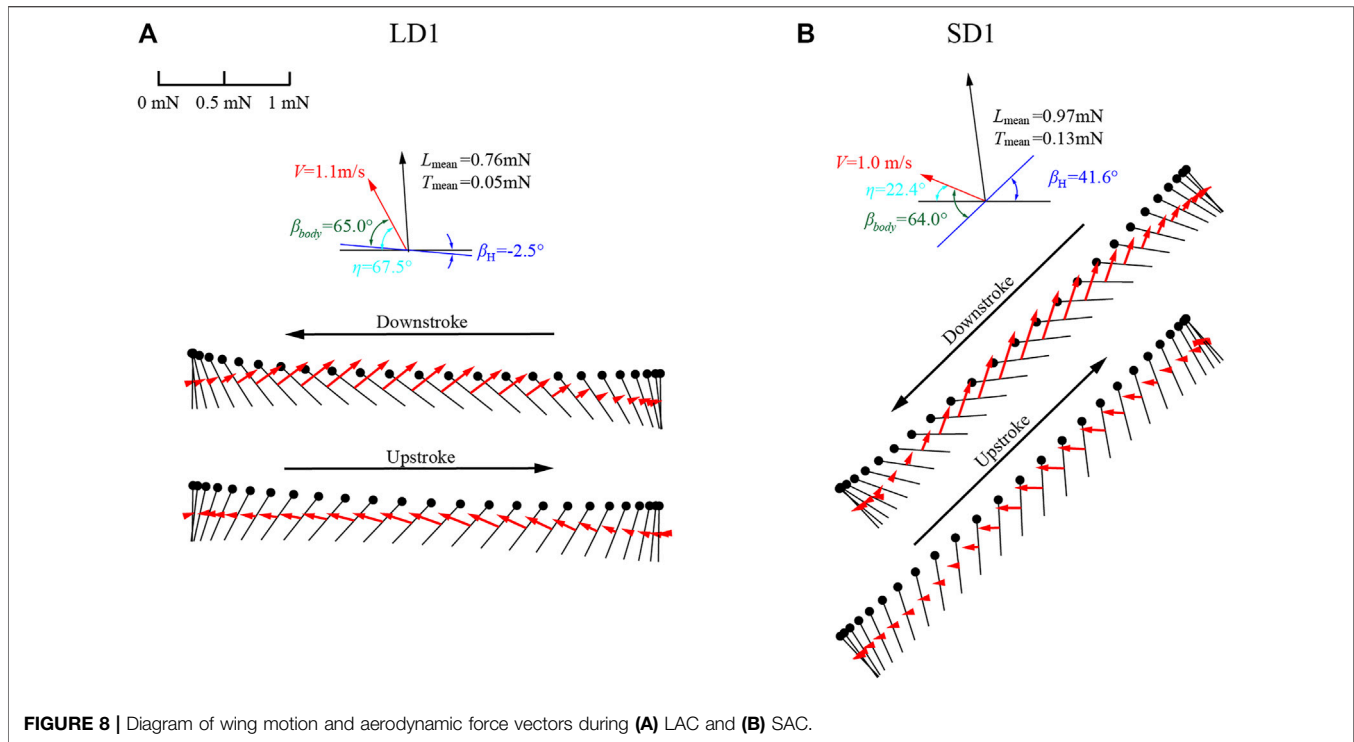 A
LD1
0 mN 0.5 mN 1 mN
V=1.1m/s
Lmean=0.76mN
Tmean=0.05mN
βbody=65.0°
η=67.5°
βH=-2.5°
Downstroke
Upstroke
B
SD1
Lmean=0.97mN
Tmean=0.13mN
V=1.0 m/s
η=22.4°
βbody=64.0°
βH=41.6°
Downstroke
Upstroke
FIGURE 8 | Diagram of wing motion and aerodynamic force vectors during (A) LAC and (B) SAC.